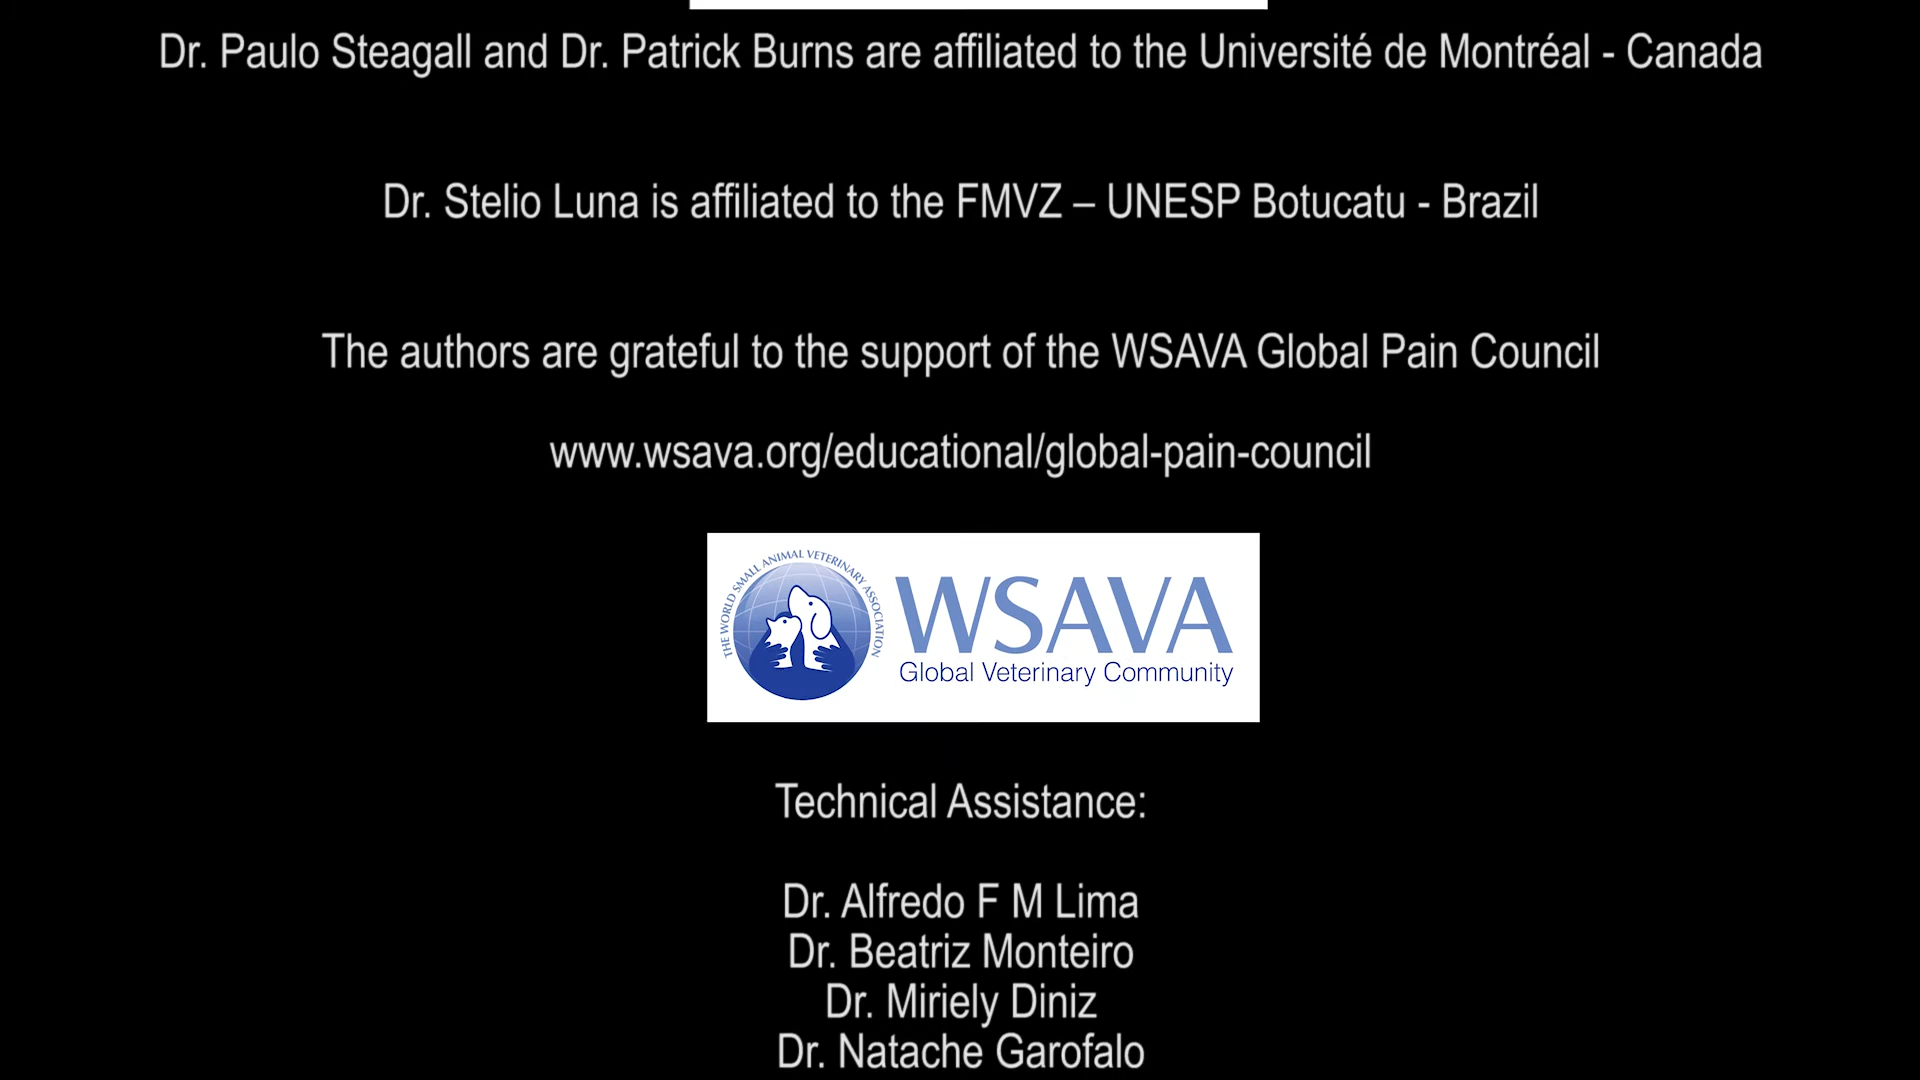 Dr. Paulo Steagall and Dr. Patrick Burns are affiliated to the Université de Montréal - Canada
Dr. Stelio Luna is affiliated to the FMVZ – UNESP Botucatu - Brazil
The authors are grateful to the support of the WSAVA Global Pain Council
www.wsava.org/educational/global-pain-council
THE WORLD SMALL ANIMAL VETERINARY ASSOCIATION
WSAVA
Global Veterinary Community
Technical Assistance:
Dr. Alfredo F M Lima
Dr. Beatriz Monteiro
Dr. Miriely Diniz
Dr. Natache Garofalo